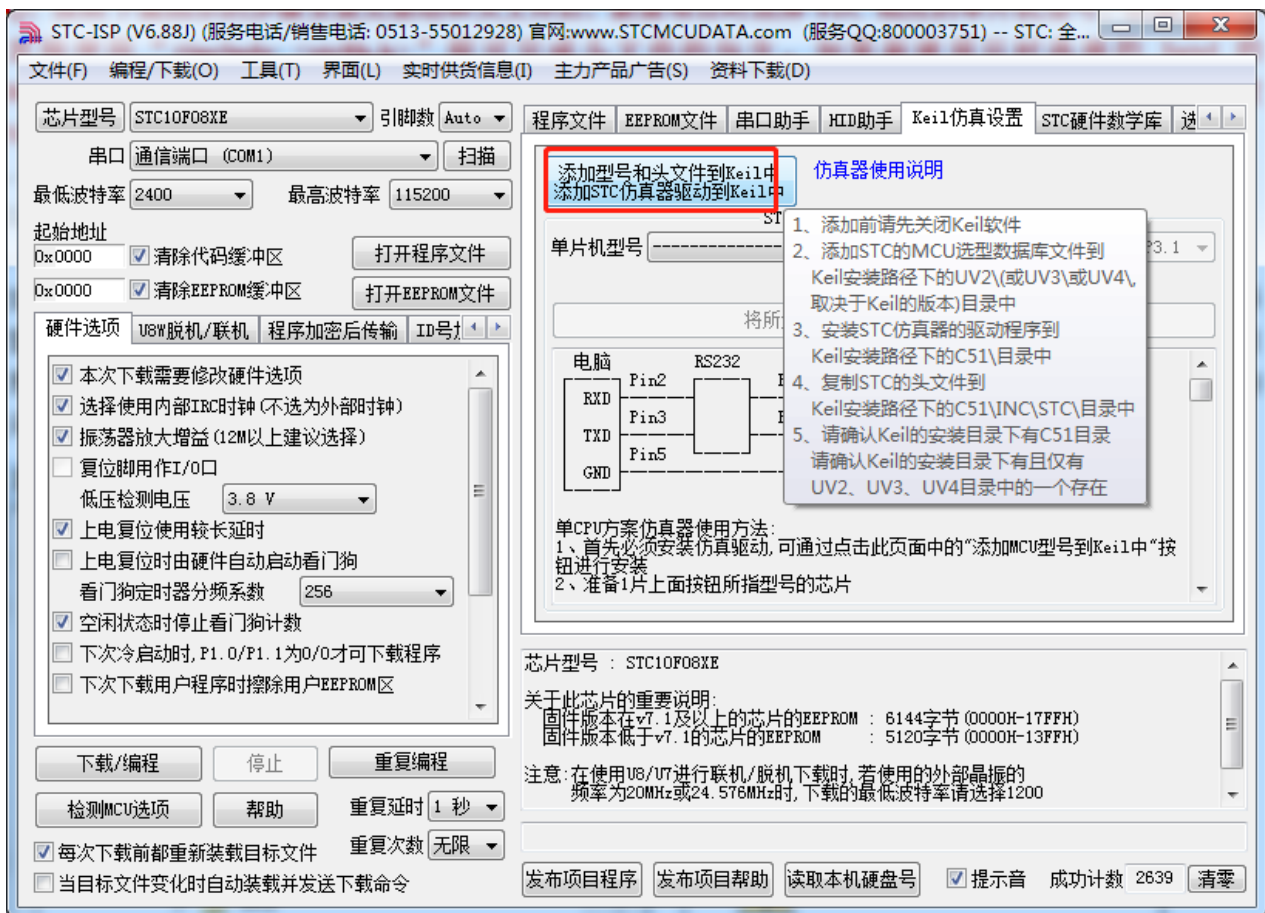 STC-ISP (V6.88J) (服务电话/销售电话: 0513-55012928) 官网:www.STCMCUDATA.com  (服务QQ:800003751) -- STC: 全...
文件(F) 编程/下载(O) 工具(T) 界面(L) 实时供货信息(I) 主力产品广告(S) 资料下载(D)
芯片型号 STC10F08XE 引脚数 Auto
串口 通信端口 (COM1) 扫描
最低波特率 2400 最高波特率 115200
起始地址
0x0000 清除代码缓冲区 打开程序文件
0x0000 清除EEPROM缓冲区 打开EEPROM文件
硬件选项 U8W脱机/联机 程序加密后传输 ID号
本次下载需要修改硬件选项
选择使用内部IRC时钟(不选为外部时钟)
振荡器放大增益(12M以上建议选择)
复位脚用作I/O口
低压检测电压 3.8 V
上电复位使用较长延时
上电复位时由硬件自动启动看门狗
看门狗定时器分频系数 256
空闲状态时停止看门狗计数
下次冷启动时,P1.0/P1.1为0/0才可下载程序
下次下载用户程序时擦除用户EEPROM区
下载/编程 停止 重复编程
检测MCU选项 帮助 重复延时 1 秒
每次下载前都重新装载目标文件 重复次数 无限
当目标文件变化时自动装载并发送下载命令
程序文件 EEPROM文件 串口助手 HID助手 Keil仿真设置 STC硬件数学库
添加型号和头文件到Keil中
添加STC仿真器驱动到Keil中
仿真器使用说明
ST
单片机型号 ---------------- P3.1
将所
1、添加前请先关闭Keil软件
2、添加STC的MCU选型数据库文件到
Keil安装路径下的UV2\(或UV3\或UV4\,
取决于Keil的版本)目录中
3、安装STC仿真器的驱动程序到
Keil安装路径下的C51\目录中
4、复制STC的头文件到
Keil安装路径下的C51\INC\STC\目录中
5、请确认Keil的安装目录下有C51目录
请确认Keil的安装目录下有且仅有
UV2、UV3、UV4目录中的一个存在
电脑 RS232
RXD Pin2
TXD Pin3
GND Pin5
单CPU方案仿真器使用方法:
1、首先必须安装仿真驱动,可通过点击此页面中的"添加MCU型号到Keil中"按
钮进行安装
2、准备1片上面按钮所指型号的芯片
芯片型号 : STC10F08XE
关于此芯片的重要说明:
固件版本在v7.1及以上的芯片的EEPROM : 6144字节(0000H-17FFH)
固件版本低于v7.1的芯片的EEPROM : 5120字节(0000H-13FFH)
注意:在使用U8/U7进行联机/脱机下载时,若使用的外部晶振的
频率为20MHz或24.576MHz时,下载的最低波特率请选择1200
发布项目程序 发布项目帮助 读取本机硬盘号 提示音 成功计数 2639 清零